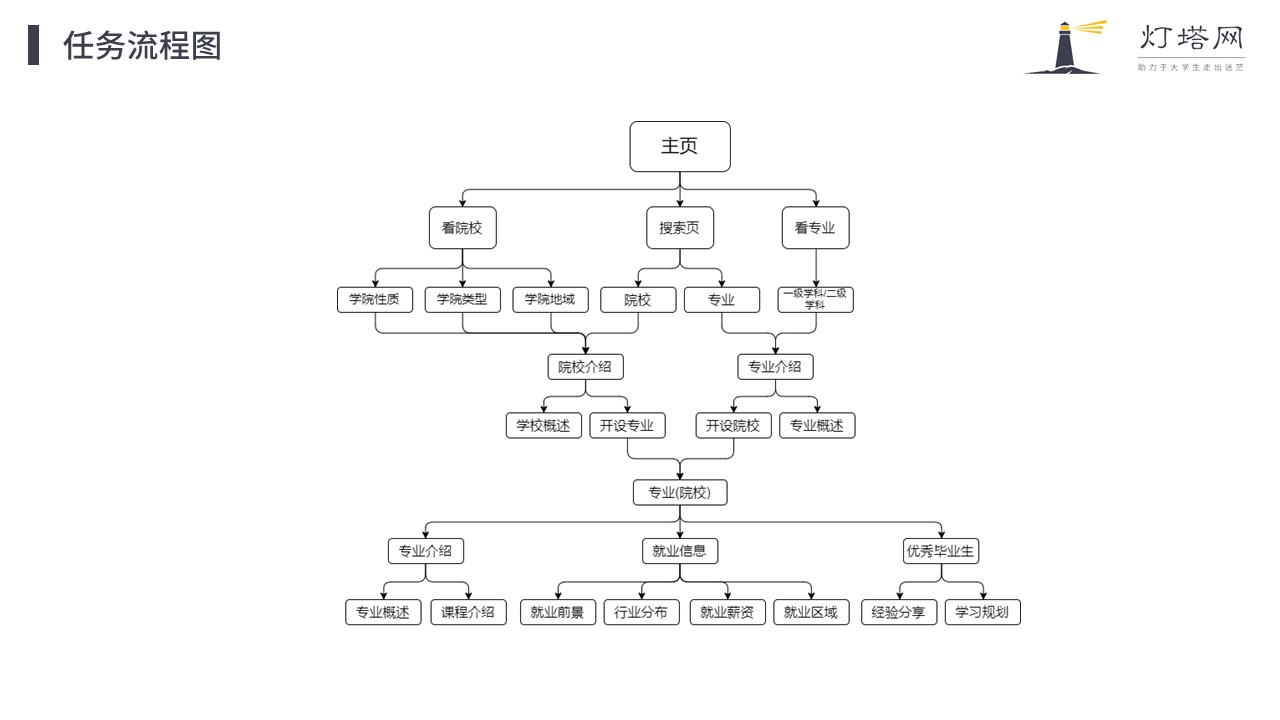 任务流程图
灯塔网
助力于大学生走出迷茫
主页
看院校
搜索页
看专业
学院性质
学院类型
学院地域
院校
专业
一级学科/二级
学科
院校介绍
专业介绍
学校概述
开设专业
开设院校
专业概述
专业(院校)
专业介绍
就业信息
优秀毕业生
专业概述
课程介绍
就业前景
行业分布
就业薪资
就业区域
经验分享
学习规划